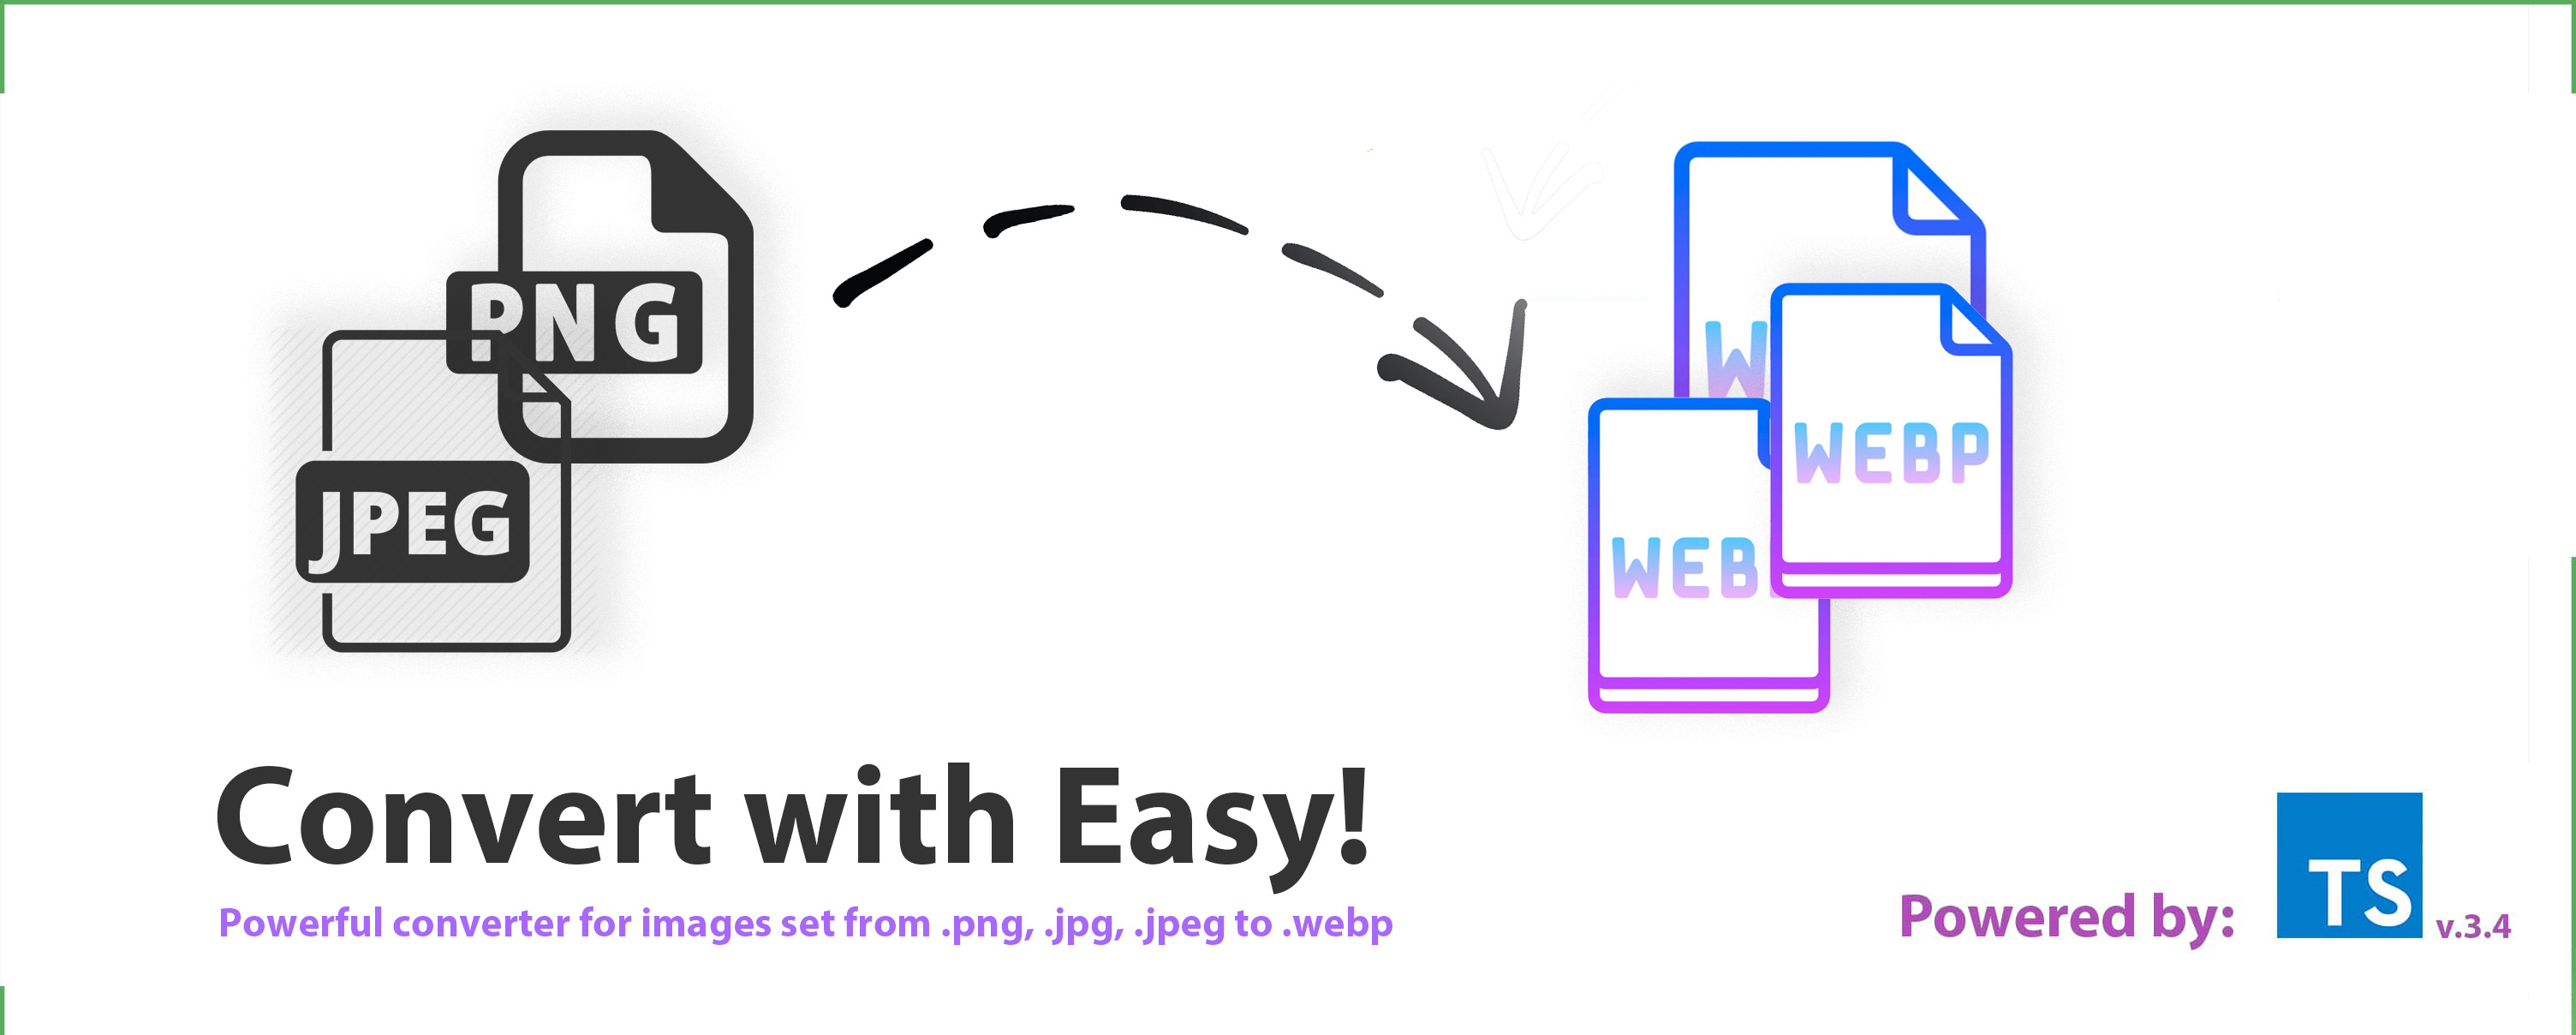 PNG
JPEG
W
WEBP
WEB
Convert with Easy!
Powerful converter for images set from .png, .jpg, .jpeg to .webp
Powered by:
TS
v.3.4